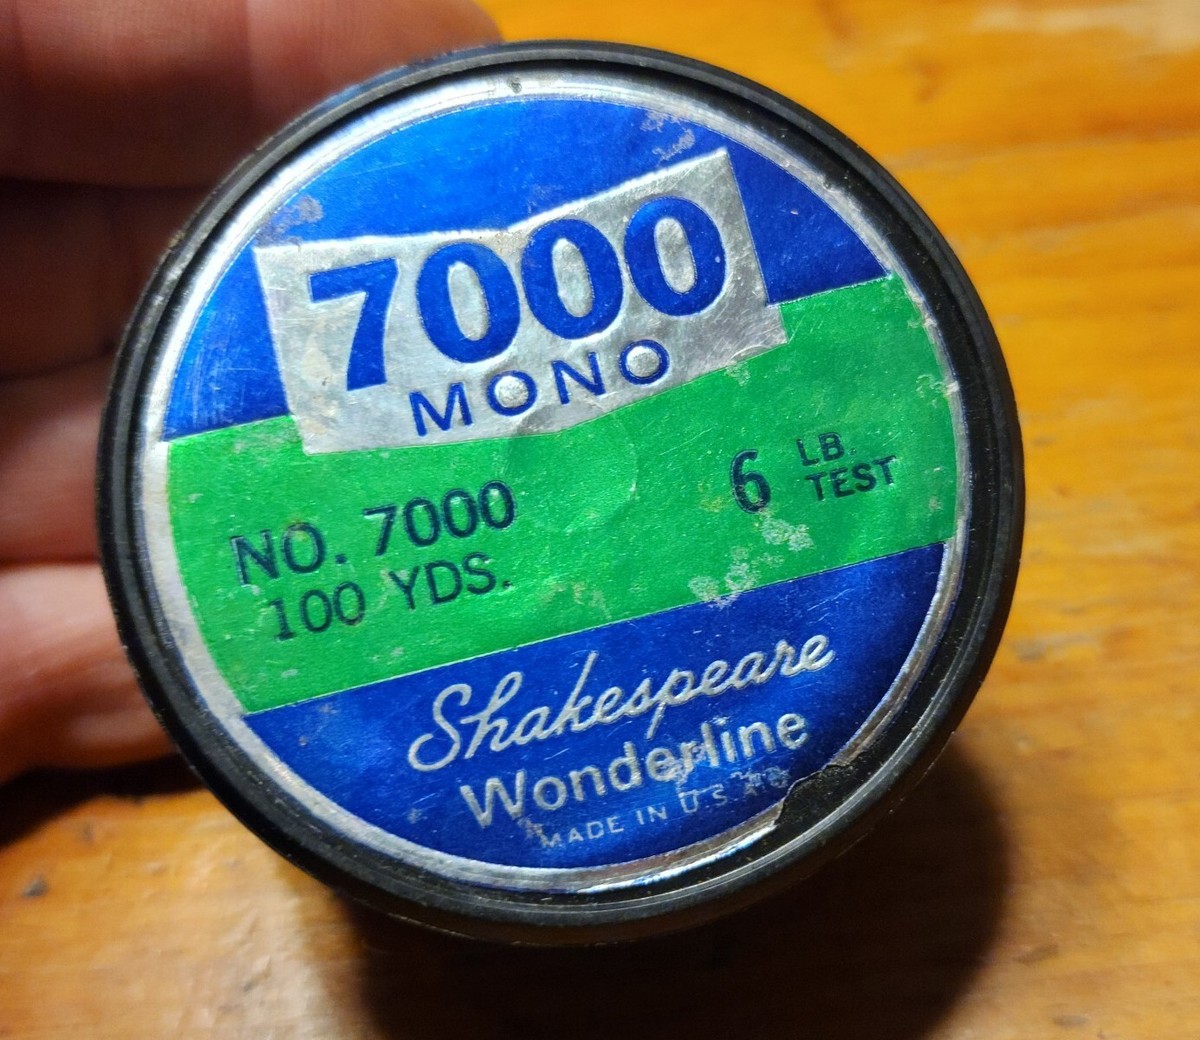 7000
MONO
NO. 7000
100 YDS.
6 LB.
TEST
Shakespeare
Wonderline
MADE IN U.S.A.